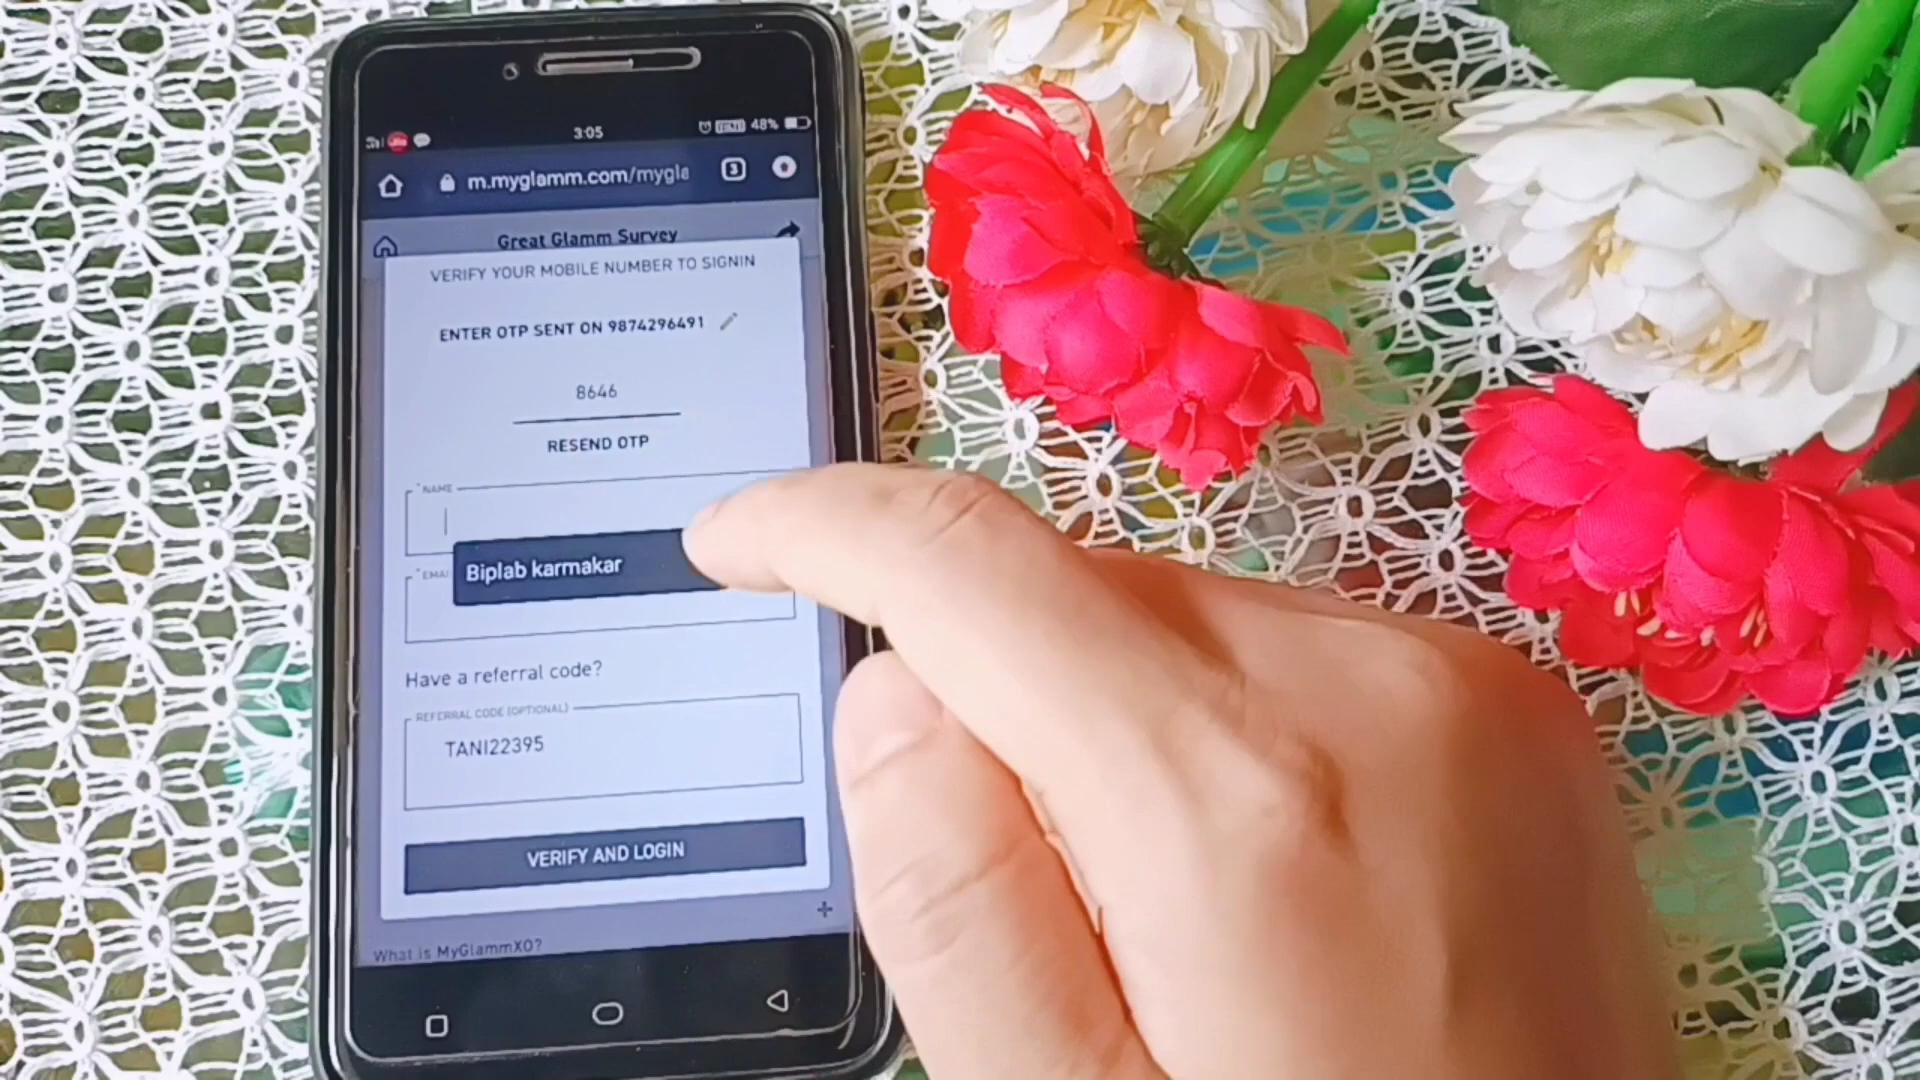 3:05
48%
m.myglamm.com/mygla
3
Great Glamm Survey
VERIFY YOUR MOBILE NUMBER TO SIGNIN
ENTER OTP SENT ON 9874296491
8646
RESEND OTP
*NAME
Biplab karmakar
*EMAI
Have a referral code?
REFERRAL CODE (OPTIONAL)
TANI22395
VERIFY AND LOGIN
What is MyGlammXO?